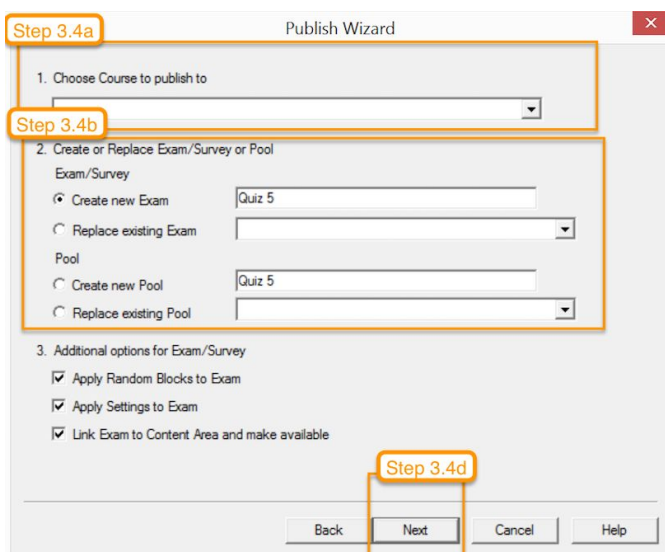 Step 3.4a
Publish Wizard
1. Choose Course to publish to
Step 3.4b
2. Create or Replace Exam/Survey or Pool
Exam/Survey
Create new Exam Quiz 5
Replace existing Exam
Pool
Create new Pool Quiz 5
Replace existing Pool
3. Additional options for Exam/Survey
Apply Random Blocks to Exam
Apply Settings to Exam
Link Exam to Content Area and make available
Step 3.4d
Back Next Cancel Help